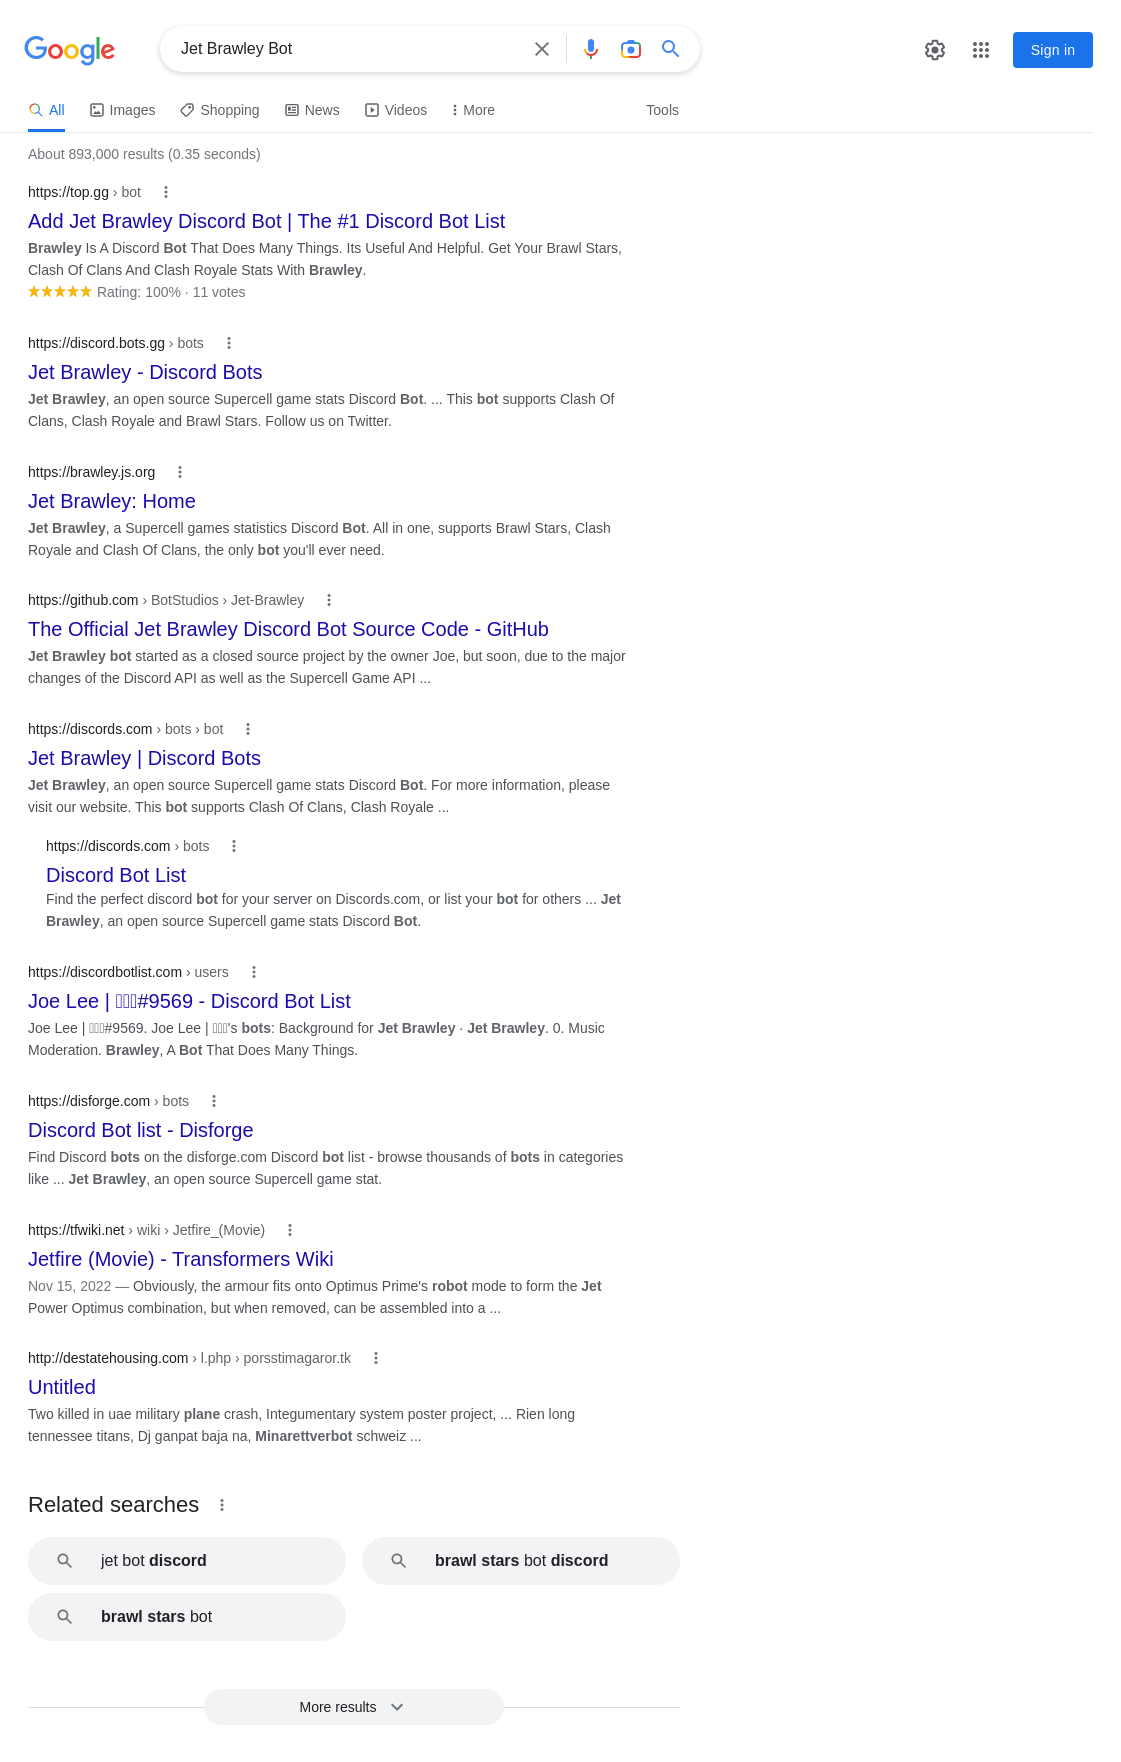 Google
Jet Brawley Bot
Sign in
All
Images
Shopping
News
Videos
More
Tools
About 893,000 results (0.35 seconds)
https://top.gg › bot
Add Jet Brawley Discord Bot | The #1 Discord Bot List
Brawley Is A Discord Bot That Does Many Things. Its Useful And Helpful. Get Your Brawl Stars,
Clash Of Clans And Clash Royale Stats With Brawley.
Rating: 100% · 11 votes
https://discord.bots.gg › bots
Jet Brawley - Discord Bots
Jet Brawley, an open source Supercell game stats Discord Bot. ... This bot supports Clash Of
Clans, Clash Royale and Brawl Stars. Follow us on Twitter.
https://brawley.js.org
Jet Brawley: Home
Jet Brawley, a Supercell games statistics Discord Bot. All in one, supports Brawl Stars, Clash
Royale and Clash Of Clans, the only bot you'll ever need.
https://github.com › BotStudios › Jet-Brawley
The Official Jet Brawley Discord Bot Source Code - GitHub
Jet Brawley bot started as a closed source project by the owner Joe, but soon, due to the major
changes of the Discord API as well as the Supercell Game API ...
https://discords.com › bots › bot
Jet Brawley | Discord Bots
Jet Brawley, an open source Supercell game stats Discord Bot. For more information, please
visit our website. This bot supports Clash Of Clans, Clash Royale ...
https://discords.com › bots
Discord Bot List
Find the perfect discord bot for your server on Discords.com, or list your bot for others ... Jet
Brawley, an open source Supercell game stats Discord Bot.
https://discordbotlist.com › users
Joe Lee | #9569 - Discord Bot List
Joe Lee | #9569. Joe Lee | 's bots: Background for Jet Brawley · Jet Brawley. 0. Music
Moderation. Brawley, A Bot That Does Many Things.
https://disforge.com › bots
Discord Bot list - Disforge
Find Discord bots on the disforge.com Discord bot list - browse thousands of bots in categories
like ... Jet Brawley, an open source Supercell game stat.
https://tfwiki.net › wiki › Jetfire_(Movie)
Jetfire (Movie) - Transformers Wiki
Nov 15, 2022 — Obviously, the armour fits onto Optimus Prime's robot mode to form the Jet
Power Optimus combination, but when removed, can be assembled into a ...
http://destatehousing.com › l.php › porsstimagaror.tk
Untitled
Two killed in uae military plane crash, Integumentary system poster project, ... Rien long
tennessee titans, Dj ganpat baja na, Minarettverbot schweiz ...
Related searches
jet bot discord
brawl stars bot discord
brawl stars bot
More results